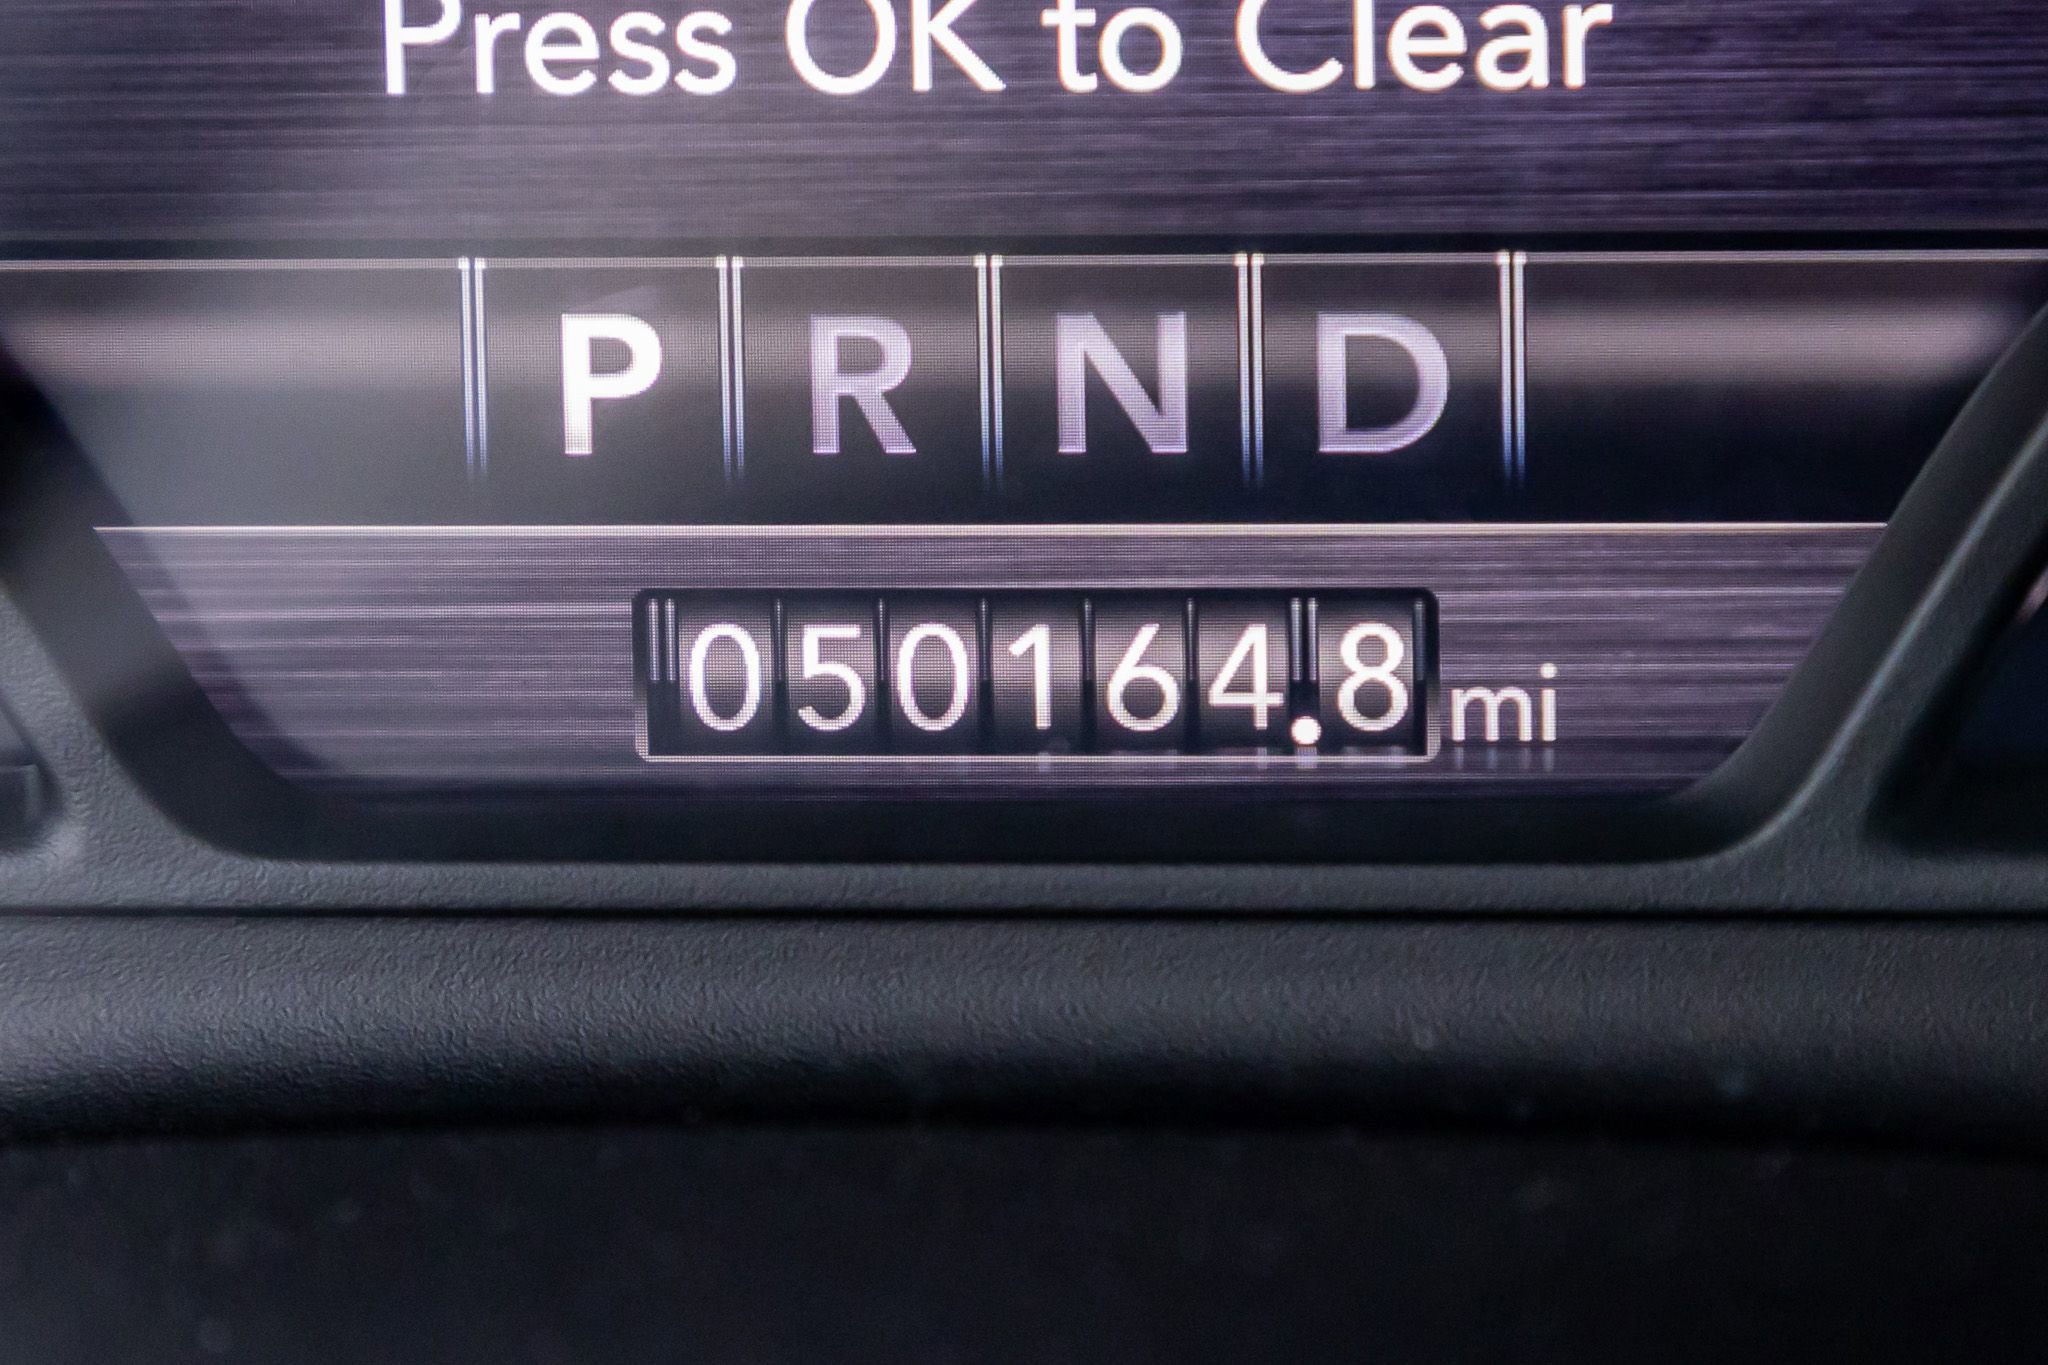 Press OK to Clear
P R N D
050164.8 mi